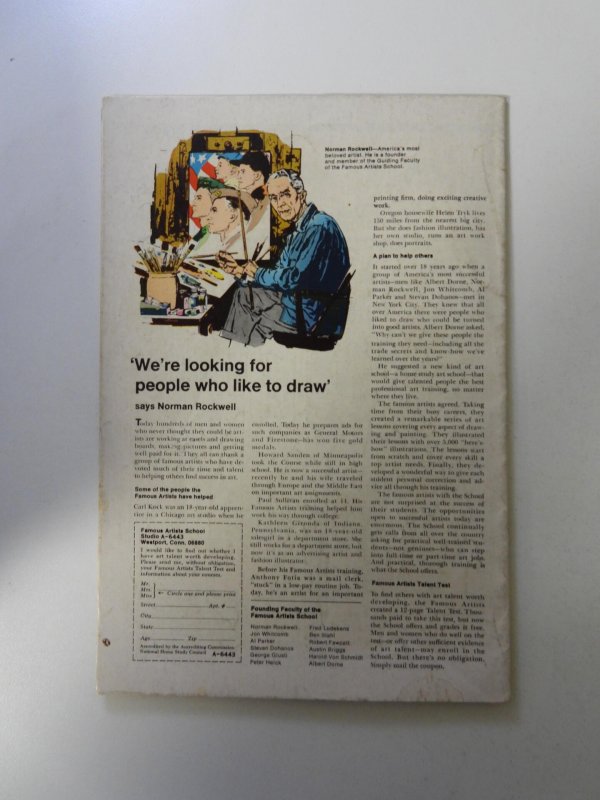 Norman Rockwell—America's most
beloved artist. He is a founder
and member of the Guiding Faculty
of the Famous Artists School.
'We're looking for
people who like to draw'
says Norman Rockwell
Today hundreds of men and women
who never thought they could be art-
ists are working at easels and drawing
boards, making pictures and getting
well paid for it. They all can thank a
group of famous artists who have de-
voted much of their time and talent
to helping others find success in art.
Some of the people the
Famous Artists have helped
Carl Kock was an 18-year-old appren-
tice in a Chicago art studio when he
Famous Artists School
Studio A-6443
Westport, Conn. 06880
I would like to find out whether I
have art talent worth developing.
Please send me, without obligation,
your Famous Artists Talent Test and
information about your courses.
Mr.
Mrs. Circle one and please print
Miss
Street Apt. #
City
State
Age Zip
Accredited by the Accrediting Commission
National Home Study Council A-6443
enrolled. Today he prepares ads for
such companies as General Motors
and Firestone—has won five gold
medals.
Howard Sanden of Minneapolis
took the Course while still in high
school. He is now a successful artist—
recently he and his wife traveled
through Europe and the Middle East
on important art assignments.
Paul Sullivan enrolled at 14. His
Famous Artists training helped him
work his way through college.
Kathleen Gironda of Indiana,
Pennsylvania, was an 18-year-old
salesgirl in a department store. She
still works for a department store, but
now it's as an advertising artist and
fashion illustrator.
Before his Famous Artists training,
Anthony Fotia was a mail clerk,
"stuck" in a low-pay routine job. To-
day, he's an artist for an important
Founding Faculty of the
Famous Artists School
Norman Rockwell
Jon Whitcomb
Al Parker
Stevan Dohanos
George Giusti
Peter Helck
Fred Ludekens
Ben Stahl
Robert Fawcett
Austin Briggs
Harold Von Schmidt
Albert Dorne
printing firm, doing exciting creative
work.
Oregon housewife Heimi Tryk lives
150 miles from the nearest big city.
But she does fashion illustration, has
her own studio, runs an art work
shop, does portraits.
A plan to help others
It started over 18 years ago when a
group of America's most successful
artists—men like Albert Dorne, Nor-
man Rockwell, Jon Whitcomb, Al
Parker and Stevan Dohanos—met in
New York City. They knew that all
over America there were people who
liked to draw who could be turned
into good artists. Albert Dorne asked,
"Why can't we give these people the
training they need—including all the
trade secrets and know-how we've
learned over the years?"
He suggested a new kind of art
school—a home study art school—that
would give talented people the best
professional art training, no matter
where they live.
The famous artists agreed. Taking
time from their busy careers, they
created a remarkable series of art
lessons covering every aspect of draw-
ing and painting. They illustrated
their lessons with over 5,000 "here's-
how" illustrations. The lessons start
from scratch and cover every skill a
top artist needs. Finally, they de-
veloped a wonderful way to give each
student personal correction and ad-
vice all through his training.
The famous artists with the School
are not surprised at the success of
their students. The opportunities
open to successful artists today are
enormous. The School continually
gets calls from all over the country
asking for practical well-trained stu-
dents—not geniuses—who can step
into full-time or part-time art jobs.
And practical, thorough training is
what the School offers.
Famous Artists Talent Test
To find others with art talent worth
developing, the Famous Artists
created a 12-page Talent Test. Thou-
sands paid to take this test, but now
the School offers and grades it free.
Men and women who do well on the
test—or offer other sufficient evidence
of art talent—may enroll in the
School. But there's no obligation.
Simply mail the coupon.